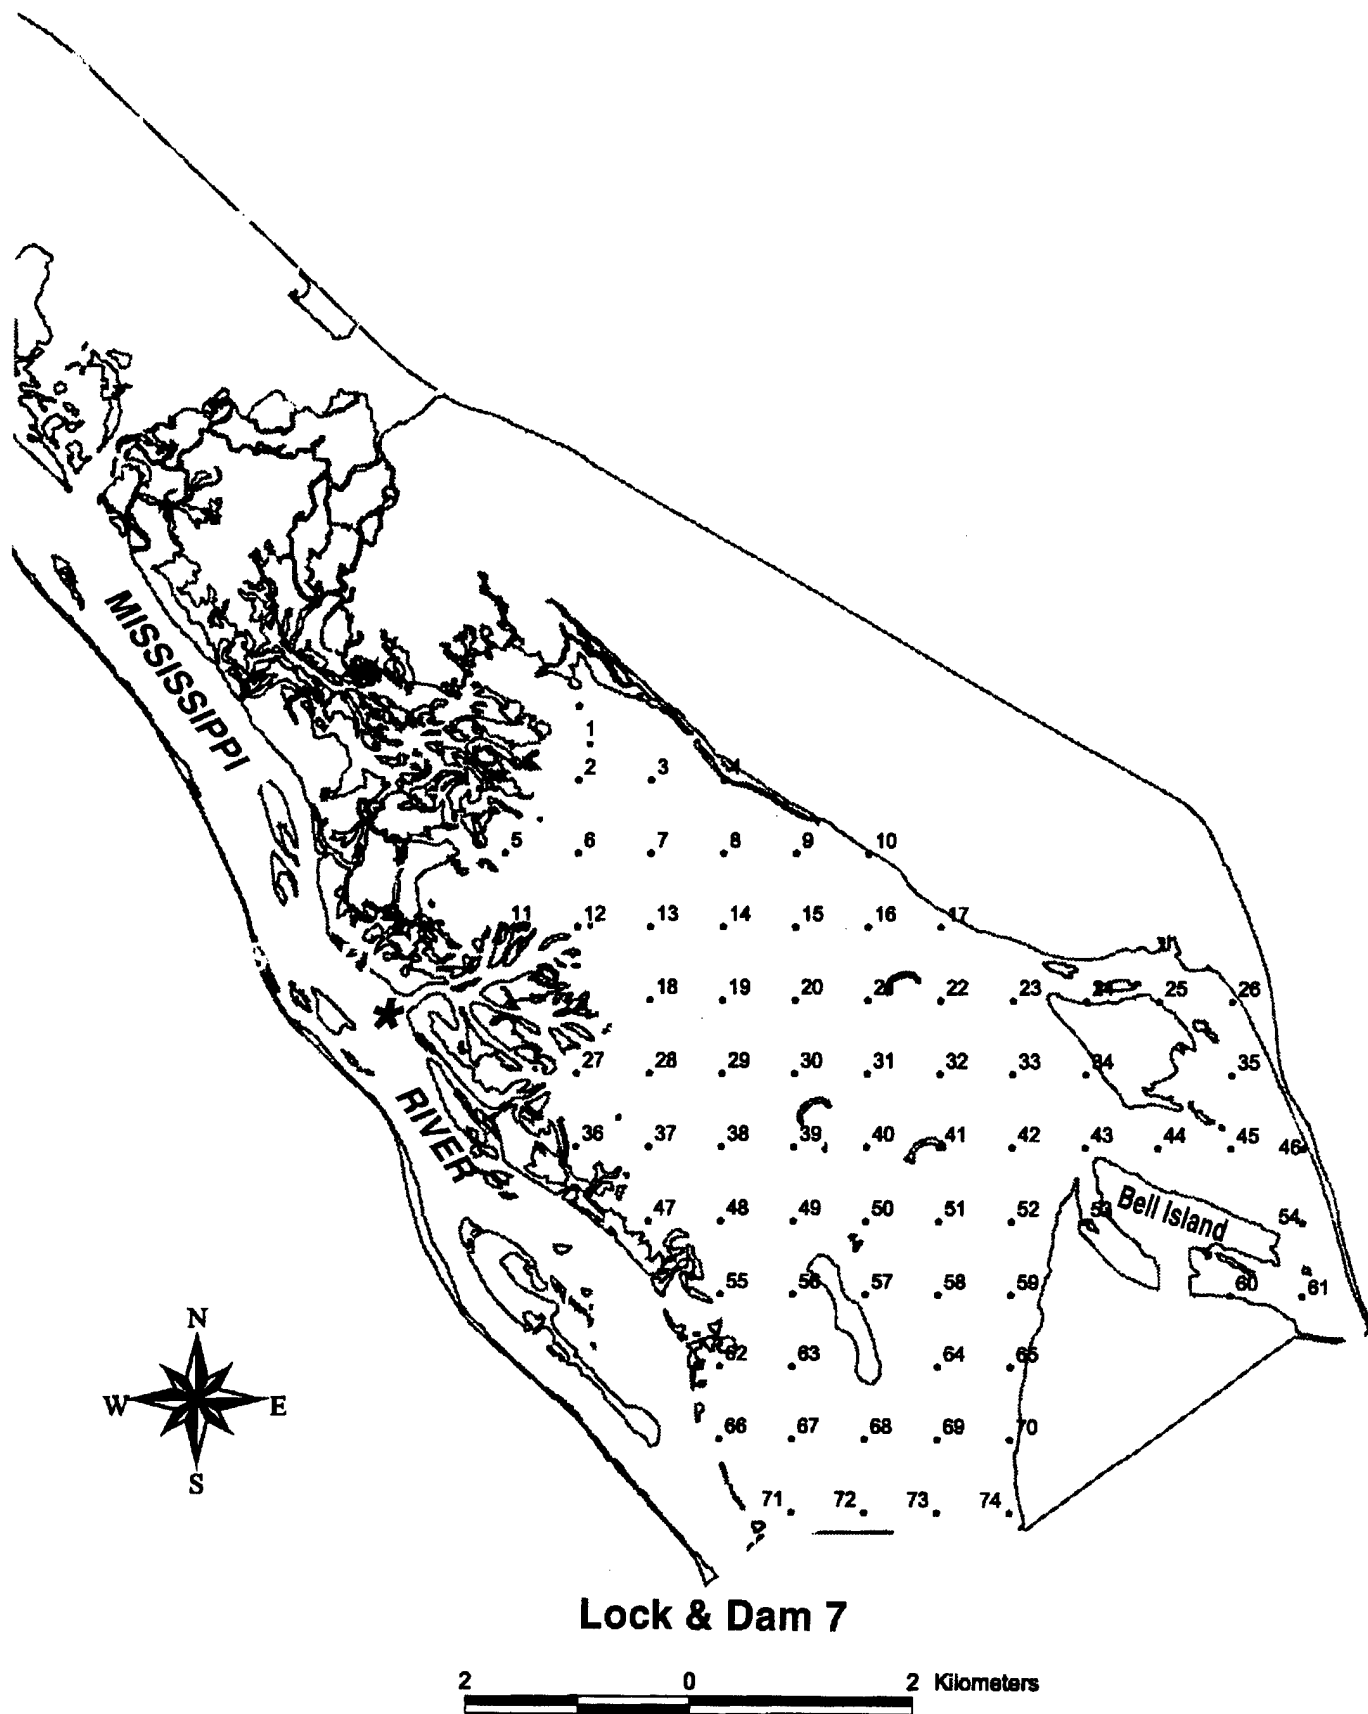 MISSISSIPPI
1
2 3 4
5 6 7 8 9 10
11 12 13 14 15 16 17
*
18 19 20 21 22 23 24 25 26
27 28 29 30 31 32 33 34 35
RIVER
36 37 38 39 40 41 42 43 44 45 46
47 48 49 50 51 52 53 Bell Island 54
55 56 57 58 59 60 61
N
62 63 64 65
W E
66 67 68 69 70
S
71 72 73 74
Lock & Dam 7
2 0 2 Kilometers